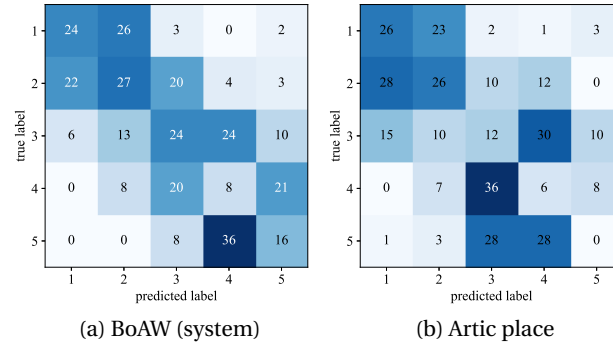 1 24 26 3 0 2
2 22 27 20 4 3
3 6 13 24 24 10
4 0 8 20 8 21
5 0 0 8 36 16
1 2 3 4 5
true label
predicted label
(a) BoAW (system)
1 26 23 2 1 3
2 28 26 10 12 0
3 15 10 12 30 10
4 0 7 36 6 8
5 1 3 28 28 0
1 2 3 4 5
true label
predicted label
(b) Artic place